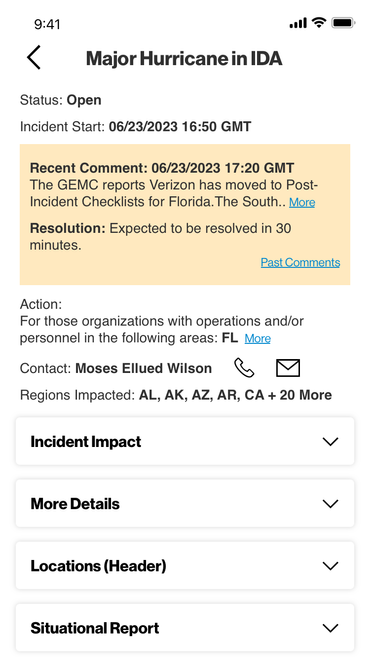 9:41
Major Hurricane in IDA
Status: Open
Incident Start: 06/23/2023 16:50 GMT
Recent Comment: 06/23/2023 17:20 GMT
The GEMC reports Verizon has moved to Post-
Incident Checklists for Florida.The South.. More
Resolution: Expected to be resolved in 30
minutes.
Past Comments
Action:
For those organizations with operations and/or
personnel in the following areas: FL More
Contact: Moses Ellued Wilson
Regions Impacted: AL, AK, AZ, AR, CA + 20 More
Incident Impact
More Details
Locations (Header)
Situational Report